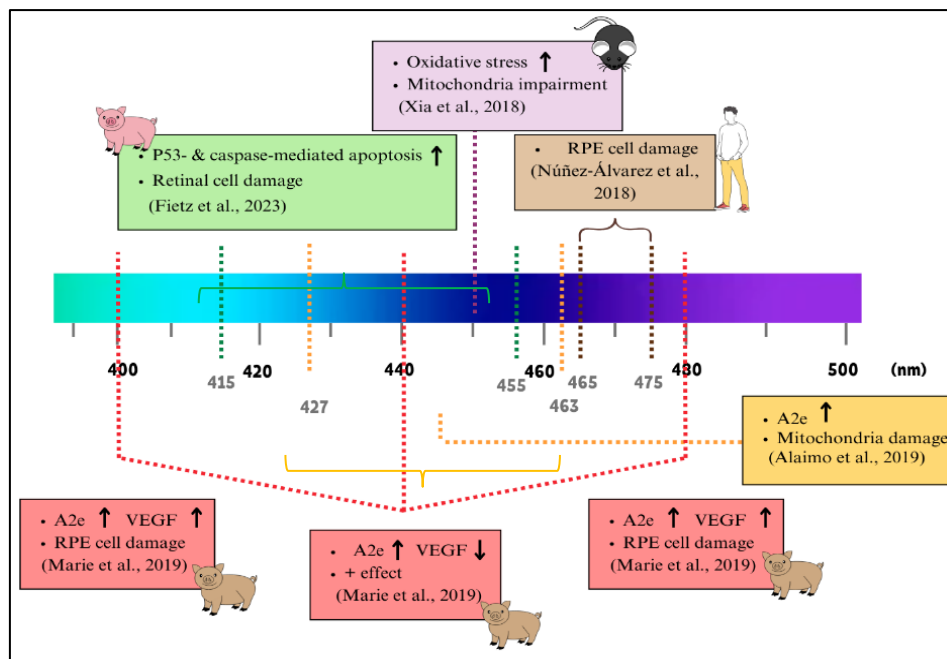 • Oxidative stress ↑
• Mitochondria impairment
(Xia et al., 2018)
• P53- & caspase-mediated apoptosis ↑
• Retinal cell damage
(Fietz et al., 2023)
• RPE cell damage
(Núñez-Álvarez et al.,
2018)
400 420 440 460 480 500 (nm)
415 455 465 475
427 463
• A2e ↑
• Mitochondria damage
(Alaimo et al., 2019)
• A2e ↑ VEGF ↑
• RPE cell damage
(Marie et al., 2019)
• A2e ↑ VEGF ↓
• + effect
(Marie et al., 2019)
• A2e ↑ VEGF ↑
• RPE cell damage
(Marie et al., 2019)